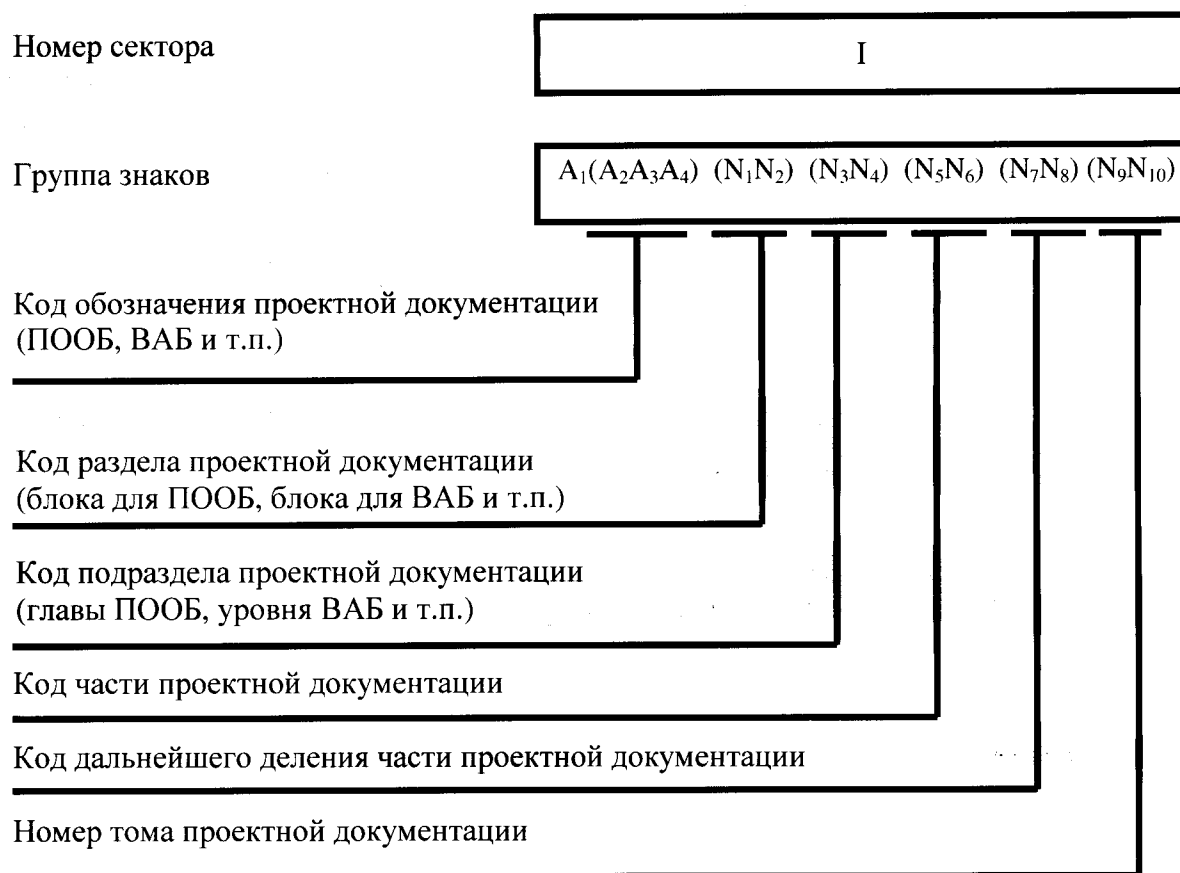 Номер сектора
I
Группа знаков
A₁(A₂A₃A₄) (N₁N₂) (N₃N₄) (N₅N₆) (N₇N₈) (N₉N₁₀)
Код обозначения проектной документации
(ПООБ, ВАБ и т.п.)
Код раздела проектной документации
(блока для ПООБ, блока для ВАБ и т.п.)
Код подраздела проектной документации
(главы ПООБ, уровня ВАБ и т.п.)
Код части проектной документации
Код дальнейшего деления части проектной документации
Номер тома проектной документации